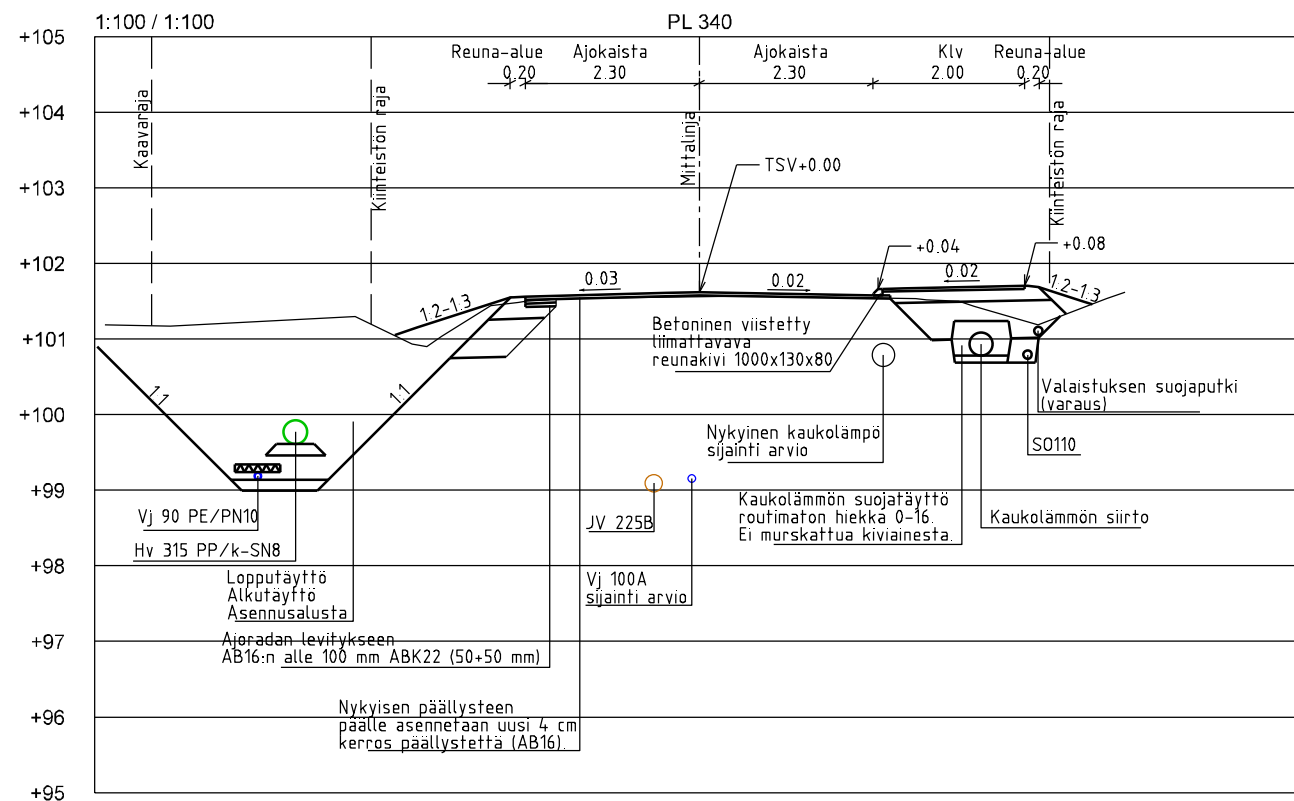 1:100 / 1:100
PL 340
+105
+104
+103
+102
+101
+100
+99
+98
+97
+96
+95
Reuna-alue
0.20
Ajokaista
2.30
Ajokaista
2.30
Klv
2.00
Reuna-alue
0.20
Kaavaraja
Kiinteistön raja
Mittalinja
Kiinteistön raja
TSV+0.00
+0.04
+0.08
0.03
0.02
0.02
1:2-1:3
1:2-1:3
1:1
1:1
Betoninen viistetty
liimattavava
reunakivi 1000x130x80
Valaistuksen suojaputki
(varaus)
Nykyinen kaukolämpö
sijainti arvio
SO110
Kaukolämmön suojatäyttö
routimaton hiekka 0-16.
Ei murskattua kiviainesta.
Kaukolämmön siirto
Vj 90 PE/PN10
Hv 315 PP/k-SN8
JV 225B
Lopputäyttö
Alkutäyttö
Asennusalusta
Vj 100A
sijainti arvio
Ajoradan levitykseen
AB16:n alle 100 mm ABK22 (50+50 mm)
Nykyisen päällysteen
päälle asennetaan uusi 4 cm
kerros päällystettä (AB16).